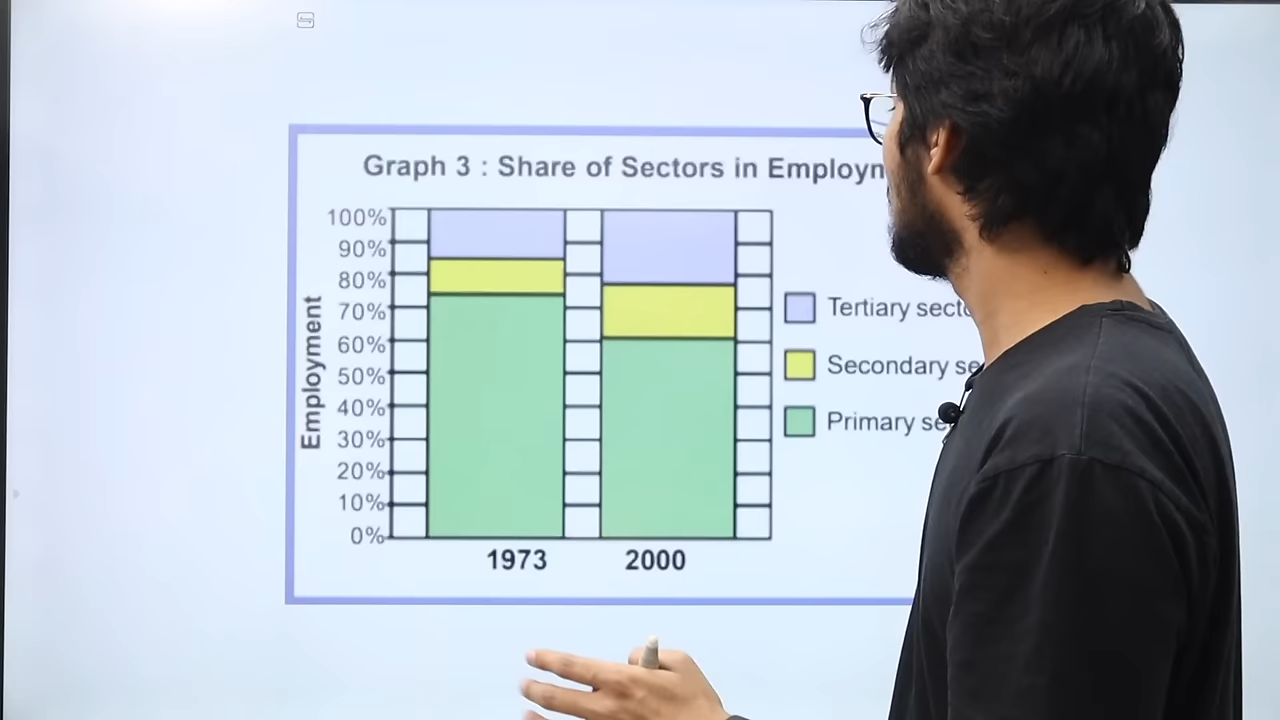 Graph 3 : Share of Sectors in Employn
100%
90%
80%
70%
60%
50%
40%
30%
20%
10%
0%
Employment
1973 2000
Tertiary secto
Secondary se
Primary se